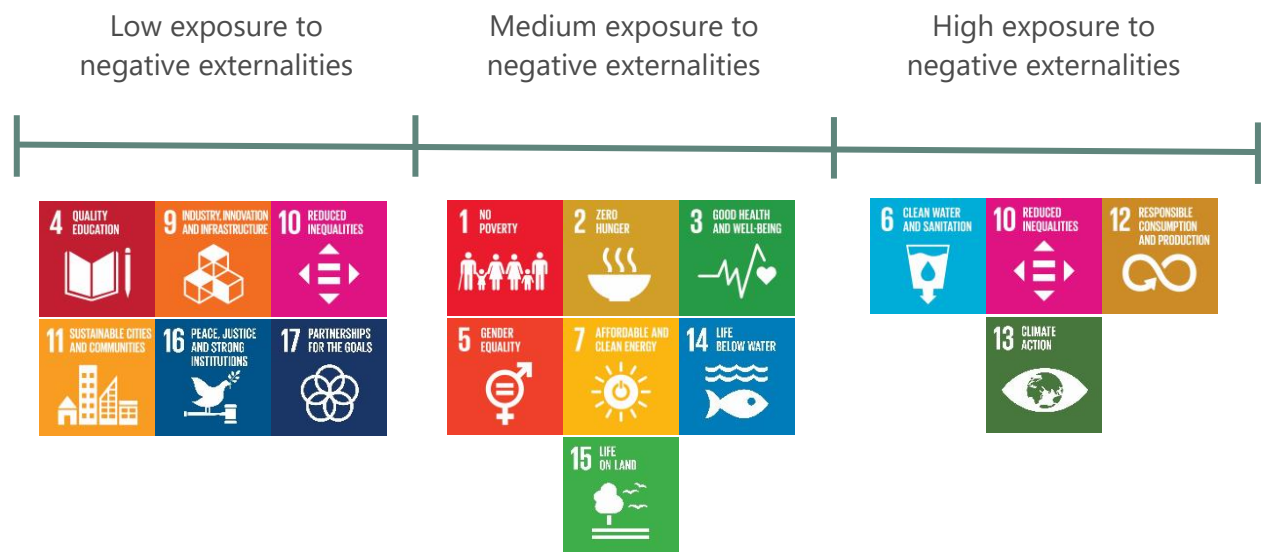 Low exposure to
negative externalities
Medium exposure to
negative externalities
High exposure to
negative externalities
4 QUALITY
EDUCATION
9 INDUSTRY, INNOVATION
AND INFRASTRUCTURE
10 REDUCED
INEQUALITIES
11 SUSTAINABLE CITIES
AND COMMUNITIES
16 PEACE, JUSTICE
AND STRONG
INSTITUTIONS
17 PARTNERSHIPS
FOR THE GOALS
1 NO
POVERTY
2 ZERO
HUNGER
3 GOOD HEALTH
AND WELL-BEING
5 GENDER
EQUALITY
7 AFFORDABLE AND
CLEAN ENERGY
14 LIFE
BELOW WATER
15 LIFE
ON LAND
6 CLEAN WATER
AND SANITATION
10 REDUCED
INEQUALITIES
12 RESPONSIBLE
CONSUMPTION
AND PRODUCTION
13 CLIMATE
ACTION